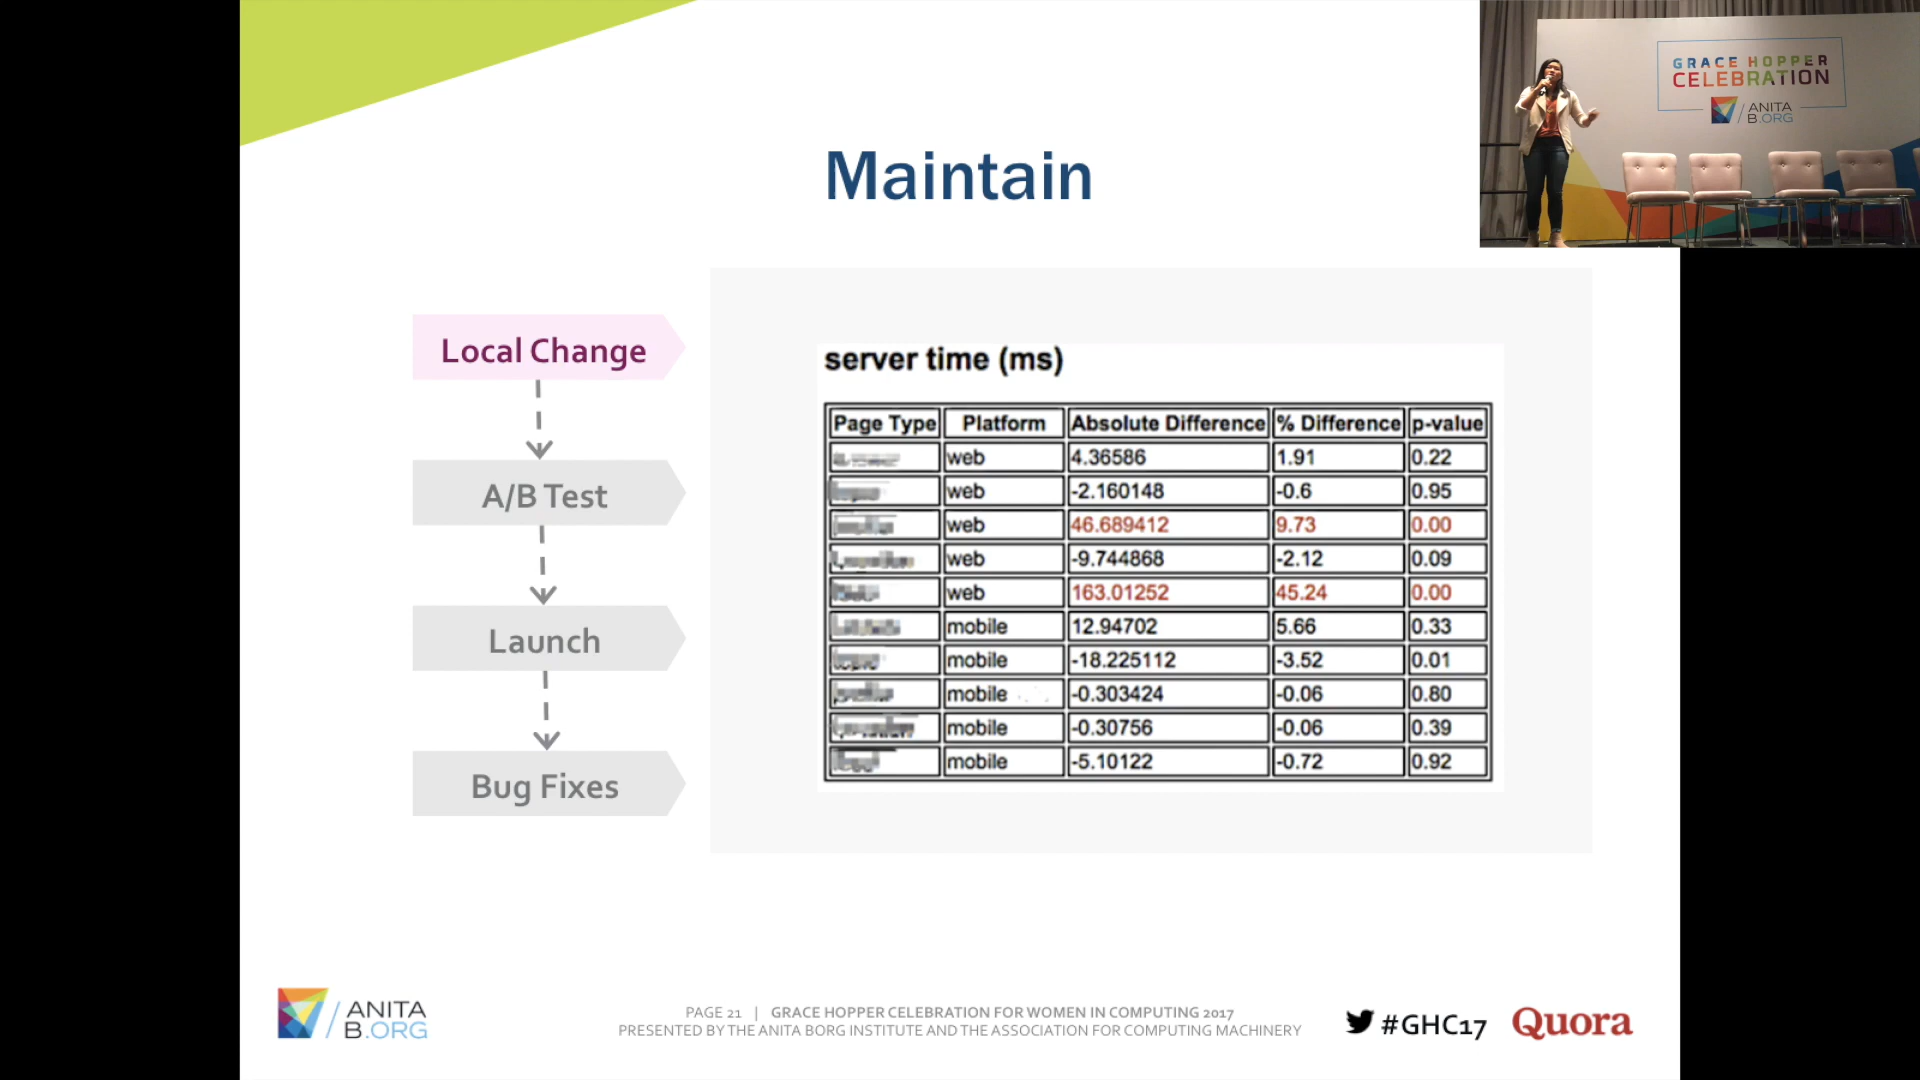 GRACE HOPPER
CELEBRATION
ANITA
B.ORG
Maintain
Local Change
A/B Test
Launch
Bug Fixes
server time (ms)
Page Type Platform Absolute Difference % Difference p-value
web 4.36586 1.91 0.22
web -2.160148 -0.6 0.95
web 46.689412 9.73 0.00
web -9.744868 -2.12 0.09
web 163.01252 45.24 0.00
mobile 12.94702 5.66 0.33
mobile -18.225112 -3.52 0.01
mobile -0.303424 -0.06 0.80
mobile -0.30756 -0.06 0.39
mobile -5.10122 -0.72 0.92
ANITA
B.ORG
PAGE 21 | GRACE HOPPER CELEBRATION FOR WOMEN IN COMPUTING 2017
PRESENTED BY THE ANITA BORG INSTITUTE AND THE ASSOCIATION FOR COMPUTING MACHINERY
#GHC17
Quora